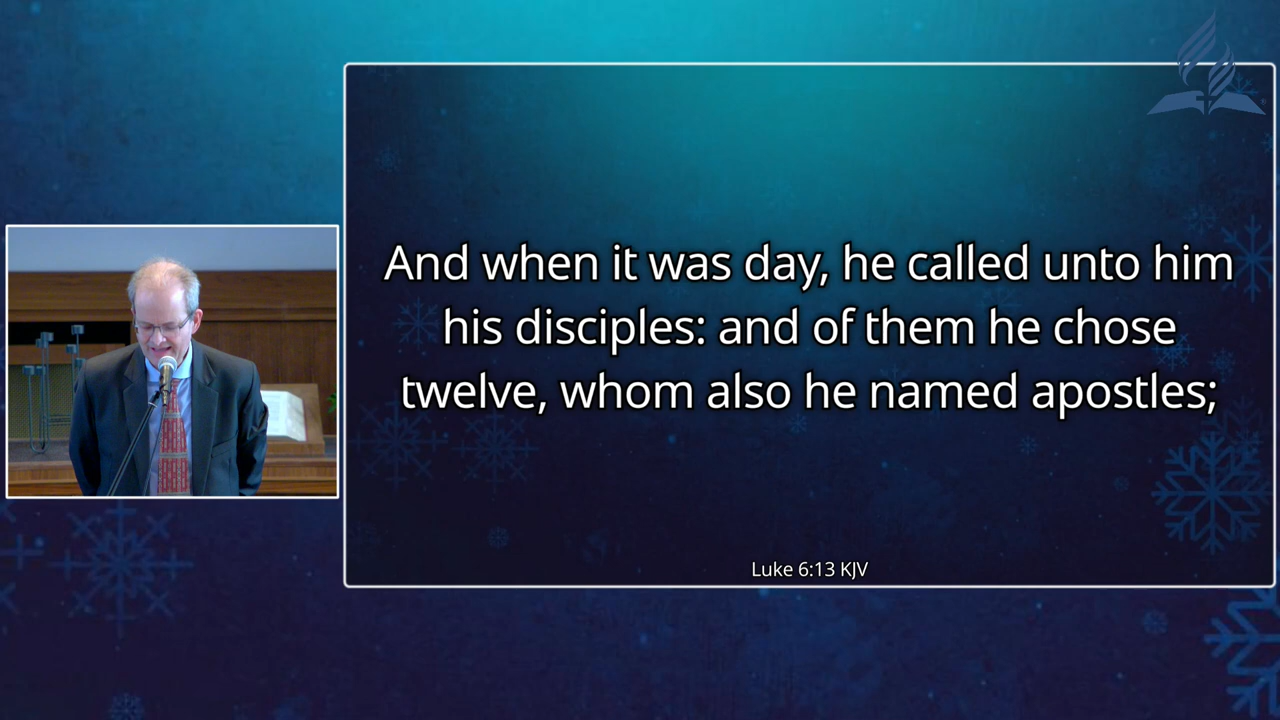 And when it was day, he called unto him
his disciples: and of them he chose
twelve, whom also he named apostles;
Luke 6:13 KJV